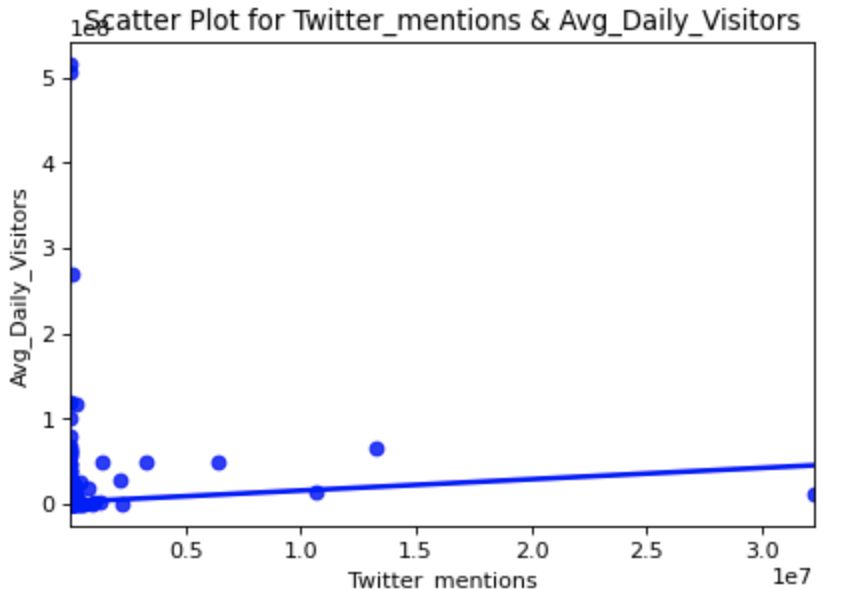 Scatter Plot for Twitter_mentions & Avg_Daily_Visitors
1e8
5
4
3
2
1
0
Avg_Daily_Visitors
0.5 1.0 1.5 2.0 2.5 3.0
1e7
Twitter_mentions